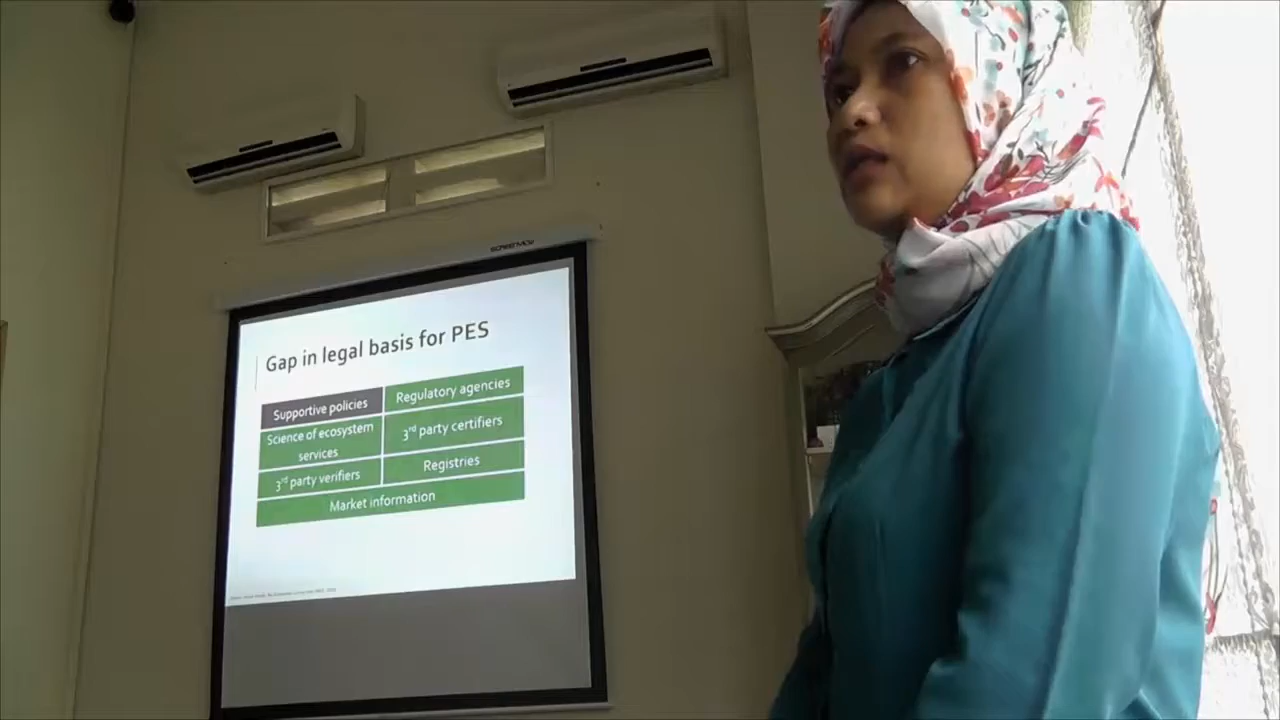 Gap in legal basis for PES
Supportive policies
Regulatory agencies
Science of ecosystem
services
3rd party certifiers
3rd party verifiers
Registries
Market information